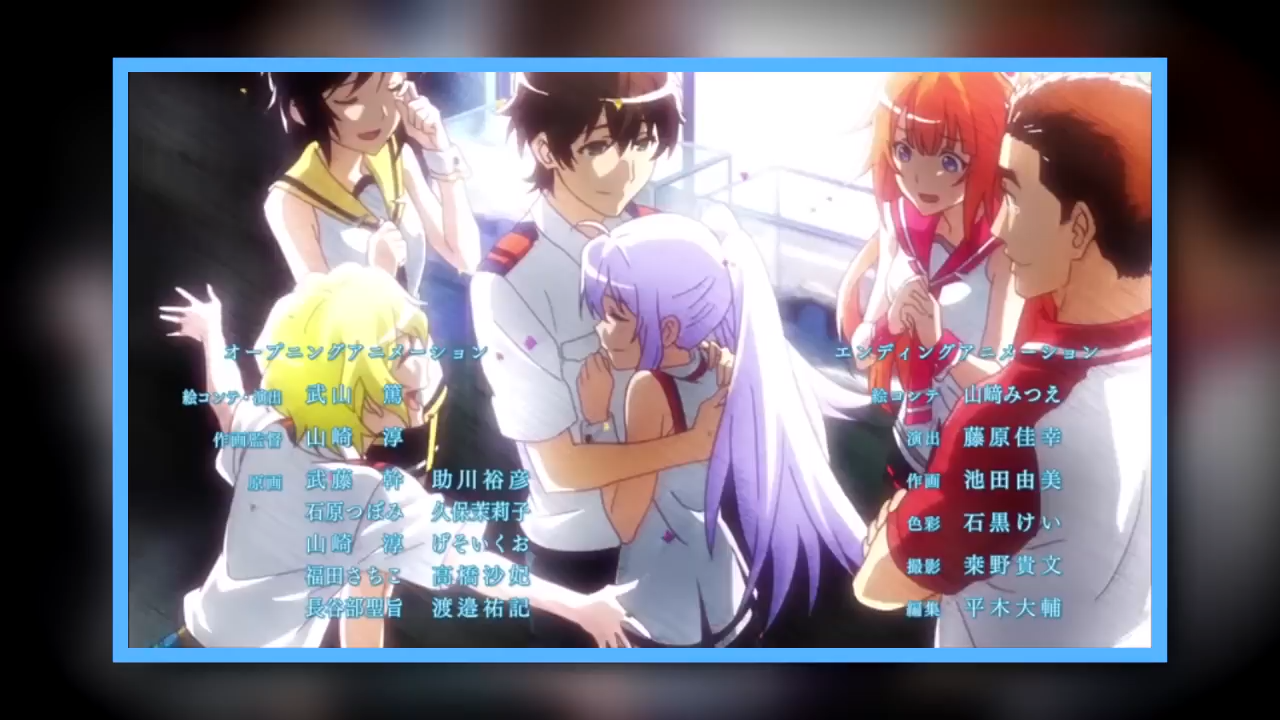 オープニングアニメーション
絵コンテ・演出 武山 篤
作画監督 山崎 淳
原画 武藤 幹 助川裕彦
石原つぼみ 久保茉莉子
山崎 淳 げそいくお
福田さちこ 高橋沙妃
長谷部聖旨 渡邉祐記
エンディングアニメーション
絵コンテ 山﨑みつえ
演出 藤原佳幸
作画 池田由美
色彩 石黒けい
撮影 桒野貴文
編集 平木大輔